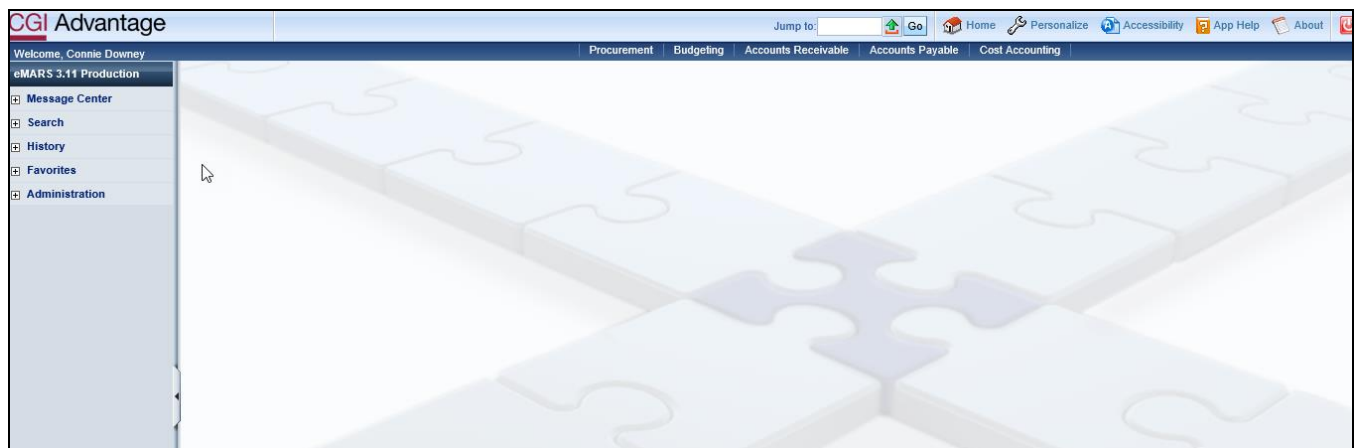 CGI Advantage
Jump to: Go Home Personalize Accessibility App Help About
Welcome, Connie Downey
Procurement Budgeting Accounts Receivable Accounts Payable Cost Accounting
eMARS 3.11 Production
Message Center
Search
History
Favorites
Administration